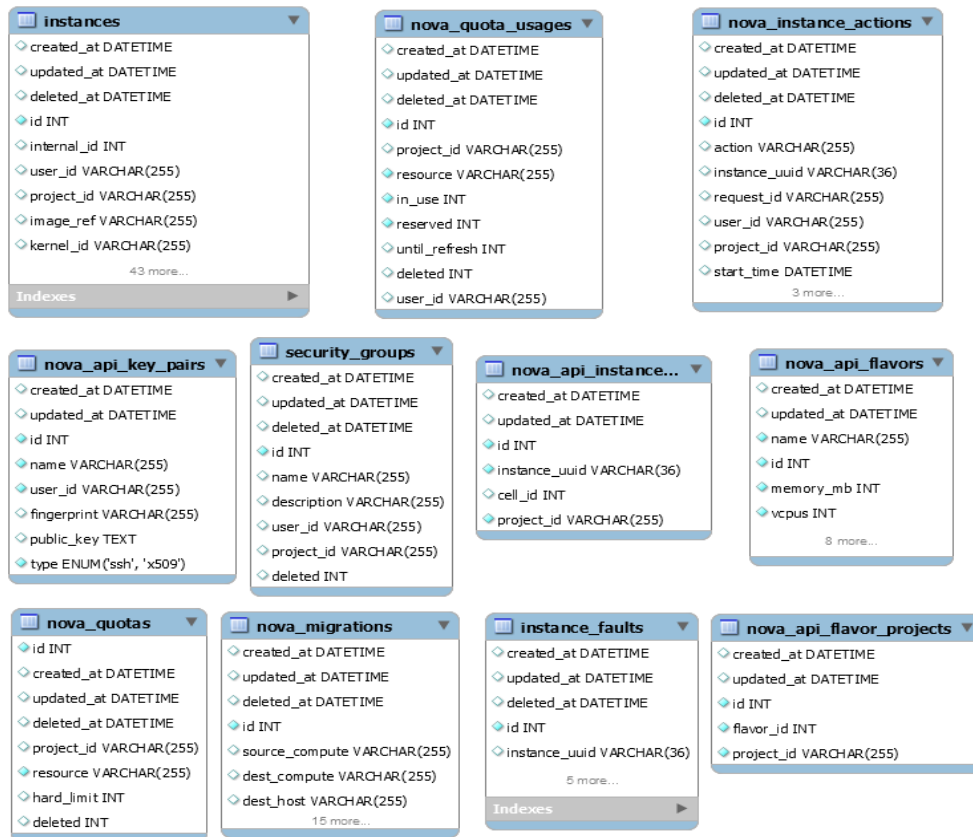 instances
created_at DATETIME
updated_at DATETIME
deleted_at DATETIME
id INT
internal_id INT
user_id VARCHAR(255)
project_id VARCHAR(255)
image_ref VARCHAR(255)
kernel_id VARCHAR(255)
43 more...
Indexes
nova_quota_usages
created_at DATETIME
updated_at DATETIME
deleted_at DATETIME
id INT
project_id VARCHAR(255)
resource VARCHAR(255)
in_use INT
reserved INT
until_refresh INT
deleted INT
user_id VARCHAR(255)
nova_instance_actions
created_at DATETIME
updated_at DATETIME
deleted_at DATETIME
id INT
action VARCHAR(255)
instance_uuid VARCHAR(36)
request_id VARCHAR(255)
user_id VARCHAR(255)
project_id VARCHAR(255)
start_time DATETIME
3 more...
nova_api_key_pairs
created_at DATETIME
updated_at DATETIME
id INT
name VARCHAR(255)
user_id VARCHAR(255)
fingerprint VARCHAR(255)
public_key TEXT
type ENUM('ssh', 'x509')
security_groups
created_at DATETIME
updated_at DATETIME
deleted_at DATETIME
id INT
name VARCHAR(255)
description VARCHAR(255)
user_id VARCHAR(255)
project_id VARCHAR(255)
deleted INT
nova_api_instance...
created_at DATETIME
updated_at DATETIME
id INT
instance_uuid VARCHAR(36)
cell_id INT
project_id VARCHAR(255)
nova_api_flavors
created_at DATETIME
updated_at DATETIME
name VARCHAR(255)
id INT
memory_mb INT
vcpus INT
8 more...
nova_quotas
id INT
created_at DATETIME
updated_at DATETIME
deleted_at DATETIME
project_id VARCHAR(255)
resource VARCHAR(255)
hard_limit INT
deleted INT
nova_migrations
created_at DATETIME
updated_at DATETIME
deleted_at DATETIME
id INT
source_compute VARCHAR(255)
dest_compute VARCHAR(255)
dest_host VARCHAR(255)
15 more...
instance_faults
created_at DATETIME
updated_at DATETIME
deleted_at DATETIME
id INT
instance_uuid VARCHAR(36)
5 more...
Indexes
nova_api_flavor_projects
created_at DATETIME
updated_at DATETIME
id INT
flavor_id INT
project_id VARCHAR(255)